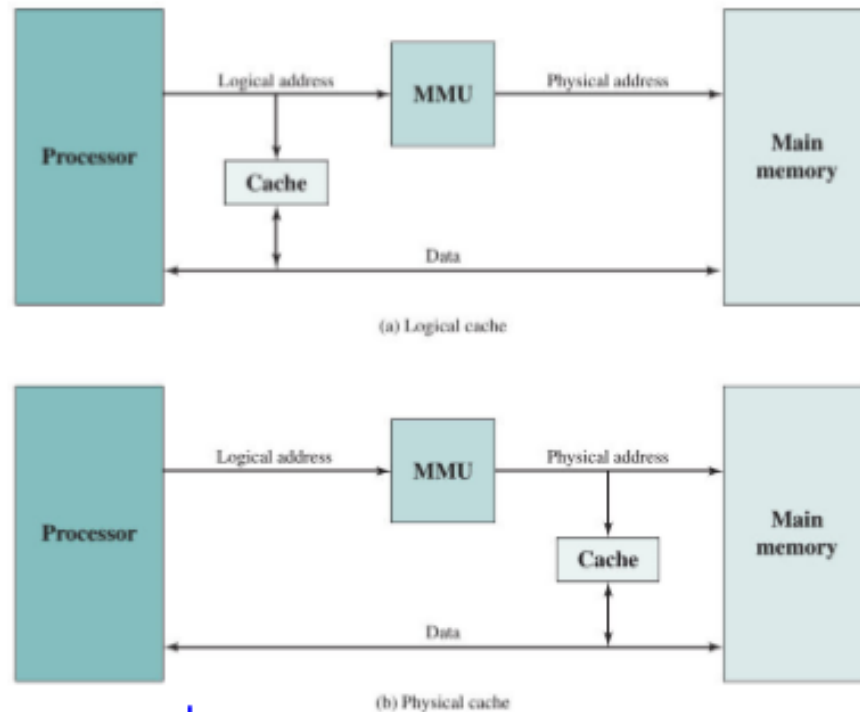 Logical address
Physical address
MMU
Processor
Cache
Main
memory
Data
(a) Logical cache
Logical address
Physical address
MMU
Processor
Cache
Main
memory
Data
(b) Physical cache